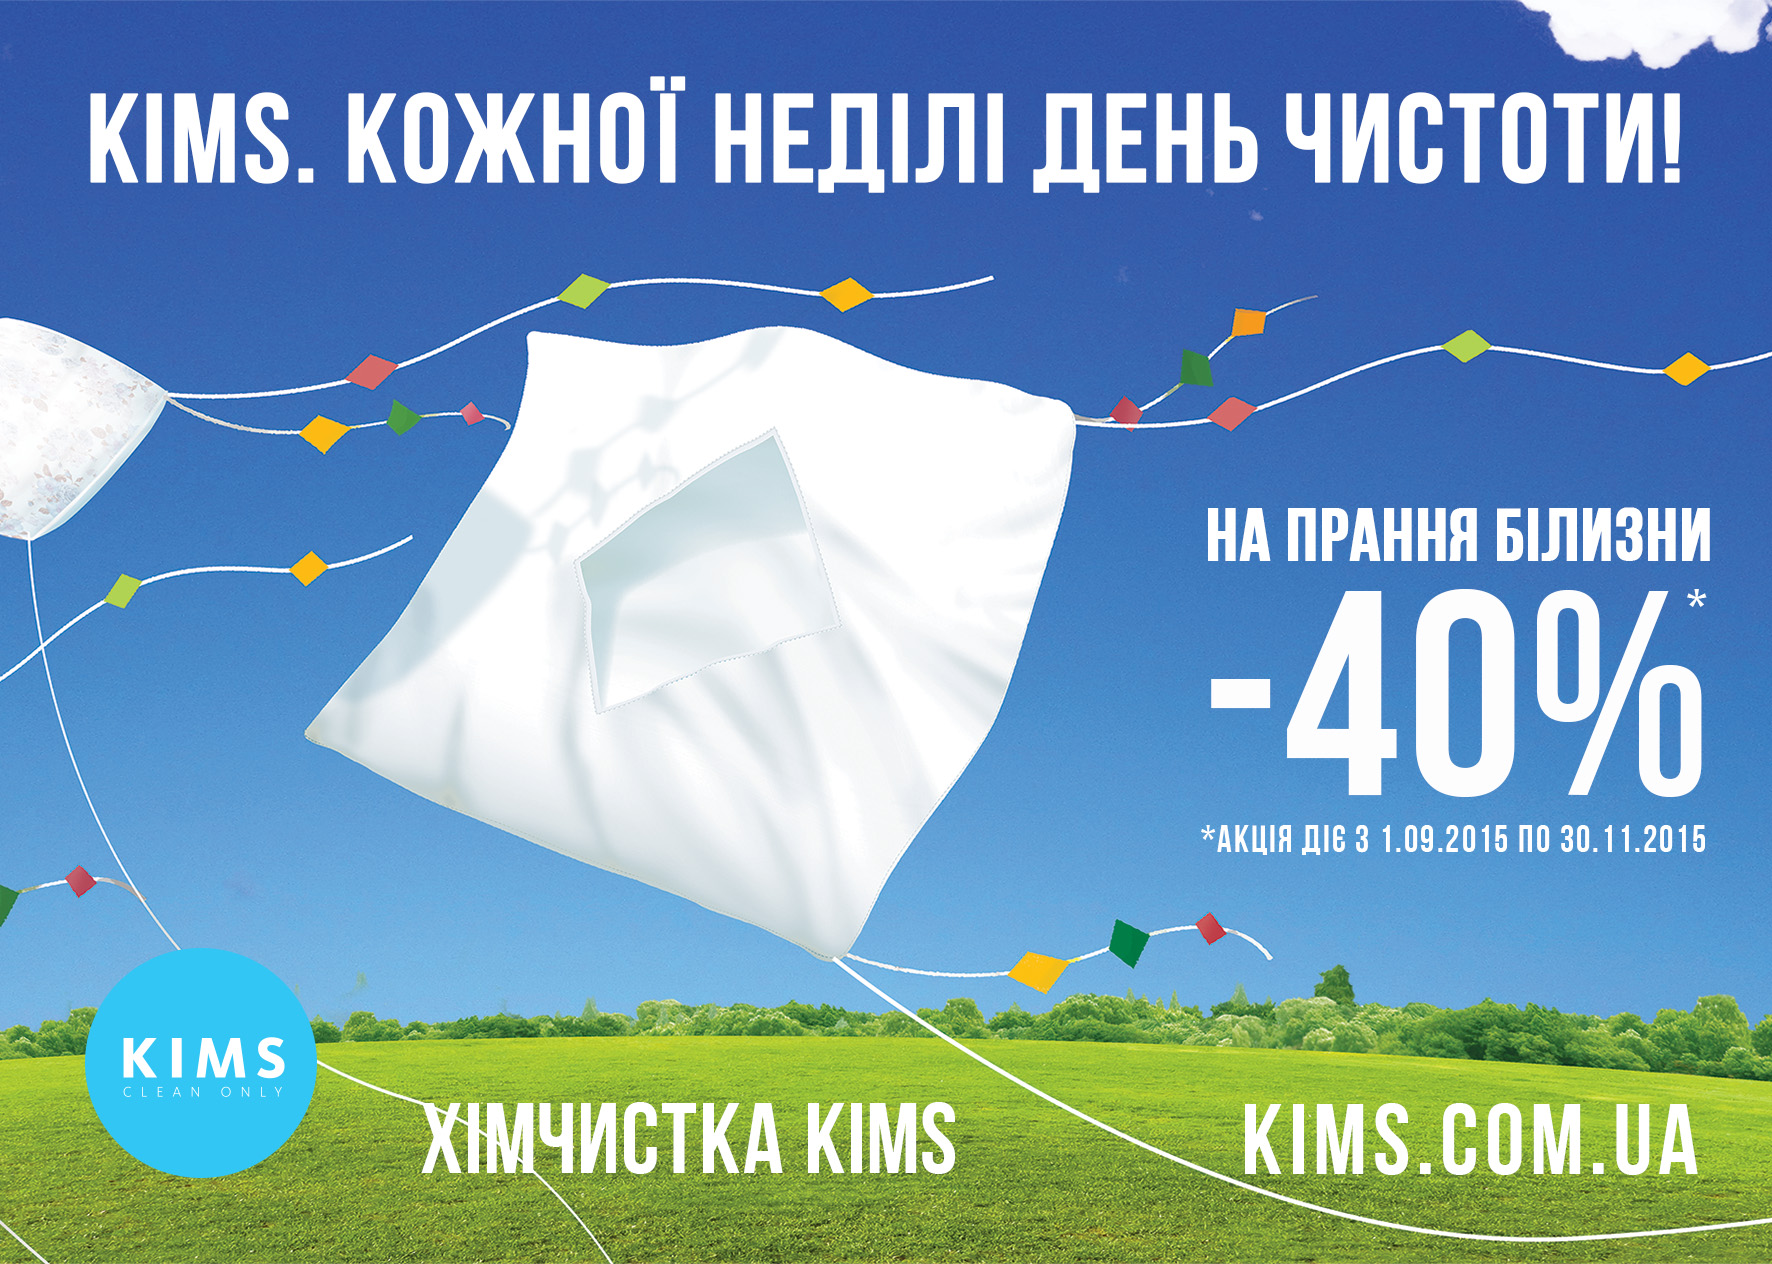 KIMS. КОЖНОЇ НЕДІЛІ ДЕНЬ ЧИСТОТИ!
НА ПРАННЯ БІЛИЗНИ
-40%*
*АКЦІЯ ДІЄ З 1.09.2015 ПО 30.11.2015
KIMS
CLEAN ONLY
ХІМЧИСТКА KIMS
KIMS.COM.UA